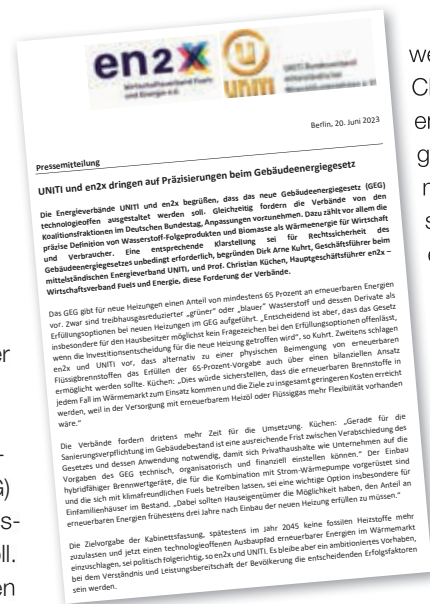 en2x
Wirtschaftsverband Fuels
und Energie e.V.
UNITI
Berlin, 20. Juni 2023
Pressemitteilung
UNITI und en2x dringen auf Präzisierungen beim Gebäudeenergiegesetz
Die Energieverbände UNITI und en2x begrüßen, dass das neue Gebäudeenergiegesetz (GEG)
technologieoffen ausgestaltet werden soll. Gleichzeitig fordern die Verbände von den
Koalitionsfraktionen im Deutschen Bundestag, Anpassungen vorzunehmen. Dazu zählt vor allem die
präzise Definition von Wasserstoff-Folgeprodukten und Biomasse als Wärmeenergie für Wirtschaft
und Verbraucher. Eine entsprechende Klarstellung sei für Rechtssicherheit des
Gebäudeenergiegesetzes unbedingt erforderlich, begründen Dirk Arne Kuhrt, Geschäftsführer beim
mittelständischen Energieverband UNITI, und Prof. Christian Küchen, Hauptgeschäftsführer en2x –
Wirtschaftsverband Fuels und Energie, diese Forderung der Verbände.
Das GEG gibt für neue Heizungen einen Anteil von mindestens 65 Prozent an erneuerbaren Energien
vor. Zwar sind treibhausgasreduzierter „grüner“ oder „blauer“ Wasserstoff und dessen Derivate als
Erfüllungsoptionen bei neuen Heizungen im GEG aufgeführt. „Entscheidend ist aber, dass das Gesetz
insbesondere für den Hausbesitzer möglichst kein Fragezeichen bei den Erfüllungsoptionen offenlässt,
wenn die Investitionsentscheidung für die neue Heizung getroffen wird“, so Kuhrt. Zweitens schlagen
en2x und UNITI vor, dass alternativ zu einer physischen Beimengung von erneuerbaren
Flüssigbrennstoffen das Erfüllen der 65-Prozent-Vorgabe auch über einen bilanziellen Ansatz
ermöglicht werden sollte. Küchen: „Dies würde sicherstellen, dass die erneuerbaren Brennstoffe in
jedem Fall im Wärmemarkt zum Einsatz kommen und die Ziele zu insgesamt geringeren Kosten erreicht
werden, weil in der Versorgung mit erneuerbarem Heizöl oder Flüssiggas mehr Flexibilität vorhanden
wäre.“
Die Verbände fordern drittens mehr Zeit für die Umsetzung. Küchen: „Gerade für die
Sanierungsverpflichtung im Gebäudebestand ist eine ausreichende Frist zwischen Verabschiedung des
Gesetzes und dessen Anwendung notwendig, damit sich Privathaushalte wie Unternehmen auf die
Vorgaben des GEG technisch, organisatorisch und finanziell einstellen können.“ Der Einbau
hybridfähiger Brennwertgeräte, die für die Kombination mit Strom-Wärmepumpe vorgerüstet sind
und die sich mit klimafreundlichen Fuels betreiben lassen, sei eine wichtige Option insbesondere für
Einfamilienhäuser im Bestand. „Dabei sollten Hauseigentümer die Möglichkeit haben, den Anteil an
erneuerbaren Energien frühestens drei Jahre nach Einbau der neuen Heizung erfüllen zu müssen.“
Die Zielvorgabe der Kabinettsfassung, spätestens im Jahr 2045 keine fossilen Heizstoffe mehr
zuzulassen und jetzt einen technologieoffenen Ausbaupfad erneuerbarer Energien im Wärmemarkt
einzuschlagen, sei politisch folgerichtig, so en2x und UNITI. Es bleibe aber ein ambitioniertes Vorhaben,
bei dem Verständnis und Leistungsbereitschaft der Bevölkerung die entscheidenden Erfolgsfaktoren
sein werden.
G)
s-
ll.
en
we
er
g
s